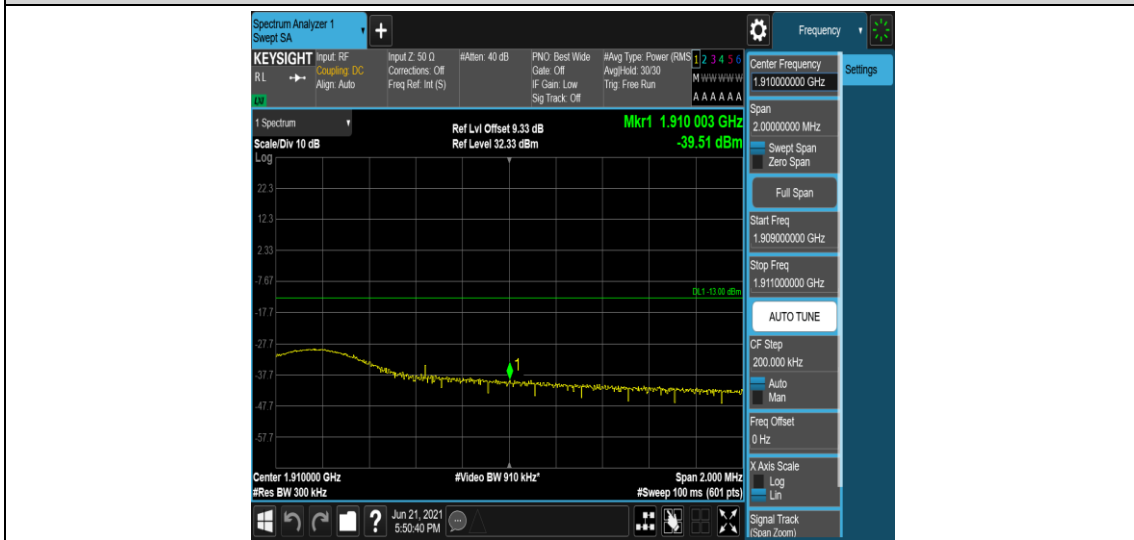 Spectrum Analyzer 1
Swept SA
+
Frequency
KEYSIGHT
RL
LXI
Input: RF
Coupling: DC
Align: Auto
Input Z: 50 Ω
Corrections: Off
Freq Ref: Int (S)
#Atten: 40 dB
PNO: Best Wide
Gate: Off
IF Gain: Low
Sig Track: Off
#Avg Type: Power (RMS
Avg|Hold: 30/30
Trig: Free Run
1 2 3 4 5 6
M W W W W W
A A A A A A
Center Frequency
1.910000000 GHz
Settings
1 Spectrum
Scale/Div 10 dB
Log
Ref Lvl Offset 9.33 dB
Ref Level 32.33 dBm
Mkr1 1.910 003 GHz
-39.51 dBm
Span
2.00000000 MHz
Swept Span
Zero Span
Full Span
Start Freq
1.909000000 GHz
Stop Freq
1.911000000 GHz
AUTO TUNE
CF Step
200.000 kHz
Auto
Man
Freq Offset
0 Hz
X Axis Scale
Log
Lin
Signal Track
(Span Zoom)
22.3
12.3
2.33
-7.67
DL1 -13.00 dBm
-17.7
-27.7
1
-37.7
-47.7
-57.7
Center 1.910000 GHz
#Video BW 910 kHz*
Span 2.000 MHz
#Res BW 300 kHz
#Sweep 100 ms (601 pts)
?
Jun 21, 2021
5:50:40 PM